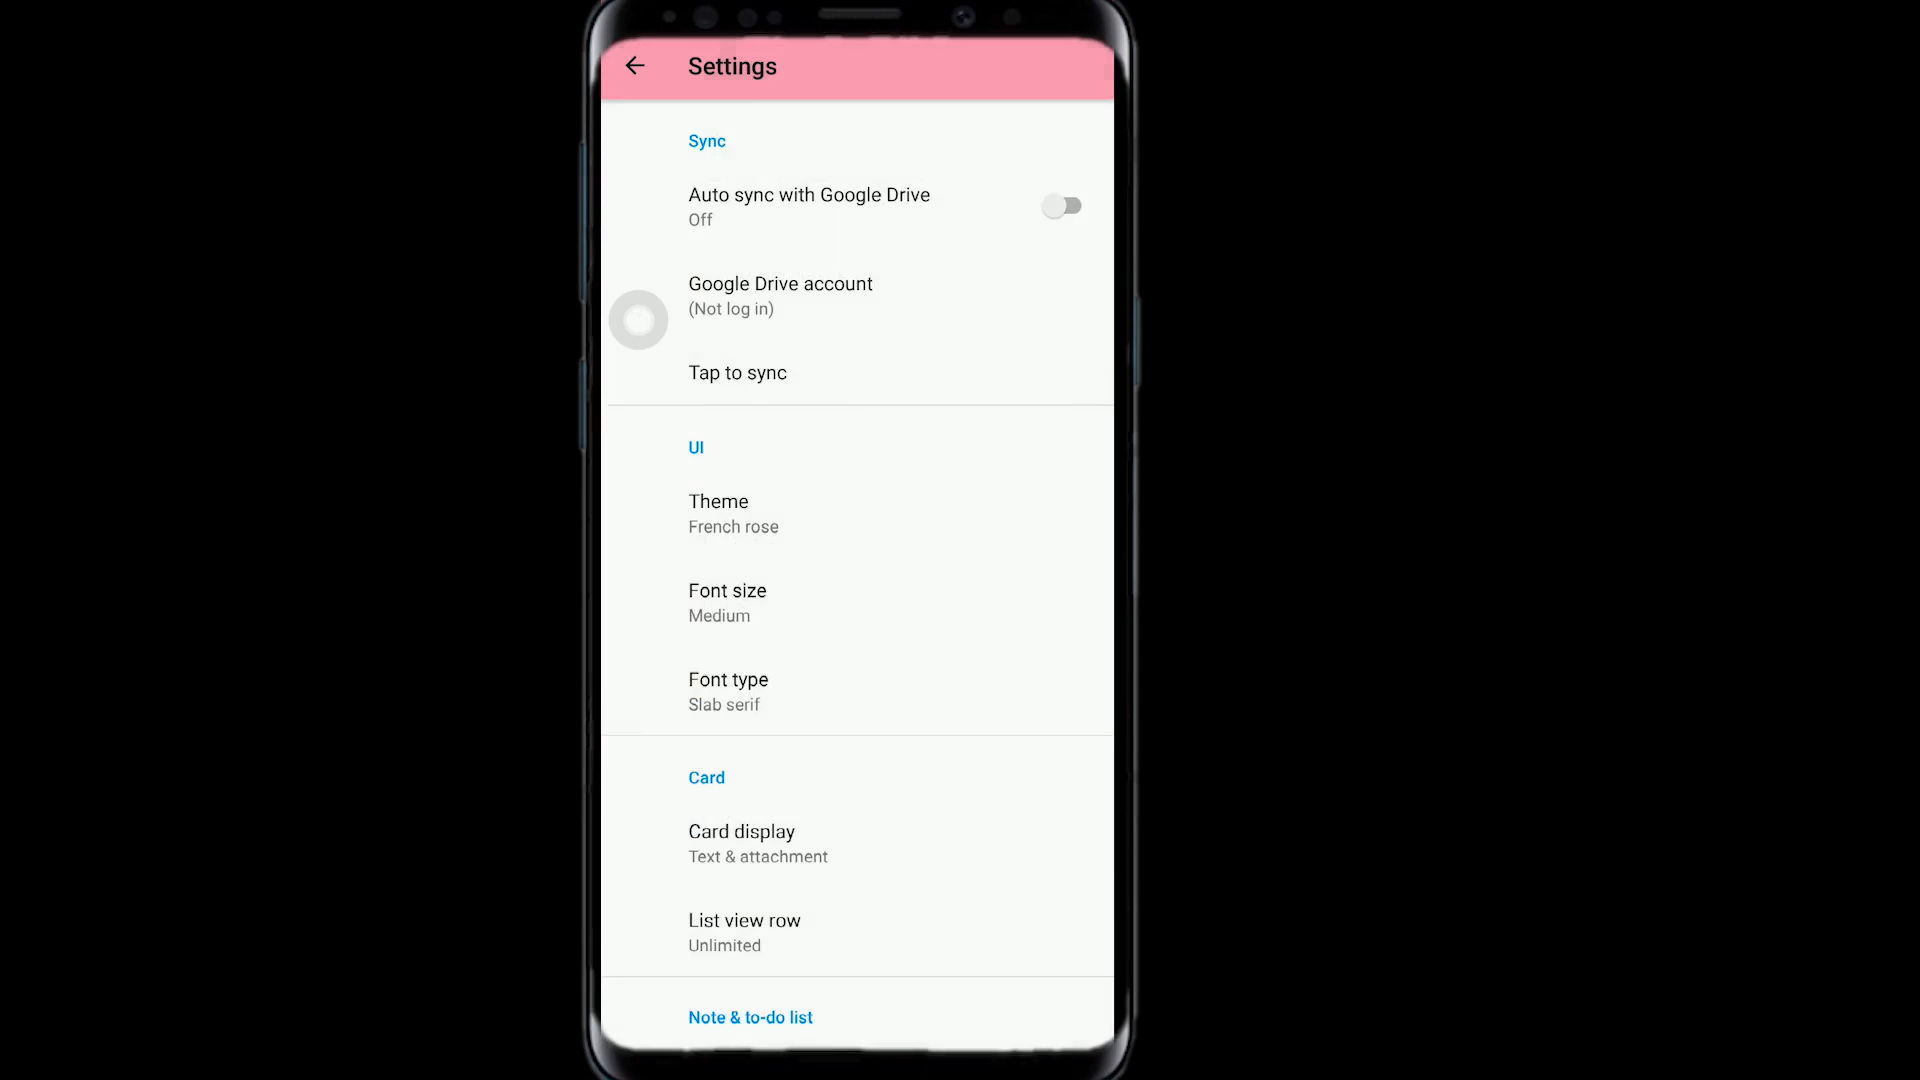 Settings
Sync
Auto sync with Google Drive
Off
Google Drive account
(Not log in)
Tap to sync
UI
Theme
French rose
Font size
Medium
Font type
Slab serif
Card
Card display
Text & attachment
List view row
Unlimited
Note & to-do list